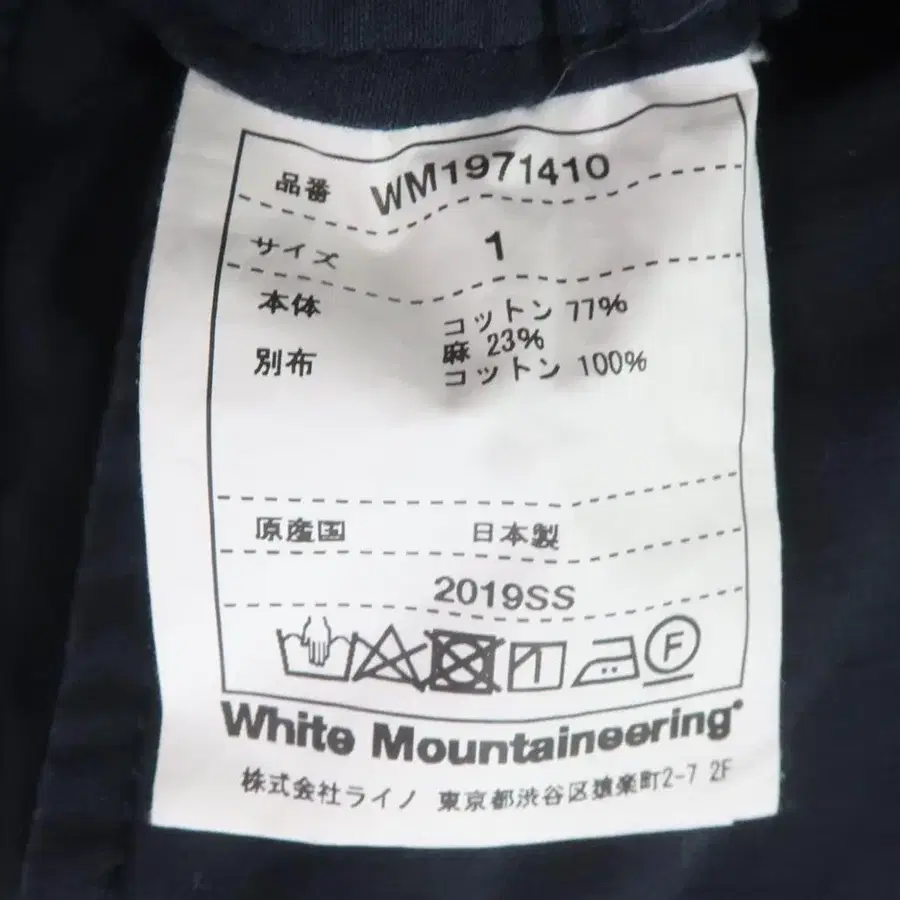 品番 WM1971410
サイズ 1
本体 コットン 77%
麻 23%
別布 コットン 100%
原産国 日本製
2019SS
F
White Mountaineering®
株式会社ライノ 東京都渋谷区猿楽町2-7 2F